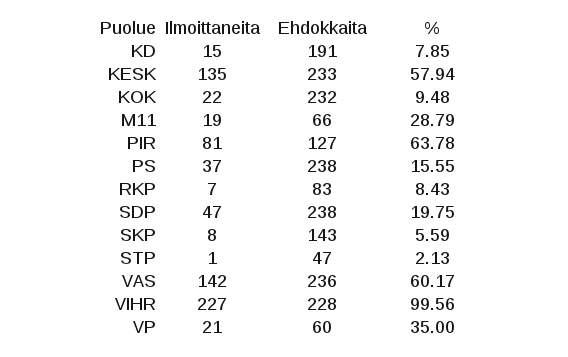 Puolue Ilmoittaneita Ehdokkaita %
KD 15 191 7.85
KESK 135 233 57.94
KOK 22 232 9.48
M11 19 66 28.79
PIR 81 127 63.78
PS 37 238 15.55
RKP 7 83 8.43
SDP 47 238 19.75
SKP 8 143 5.59
STP 1 47 2.13
VAS 142 236 60.17
VIHR 227 228 99.56
VP 21 60 35.00